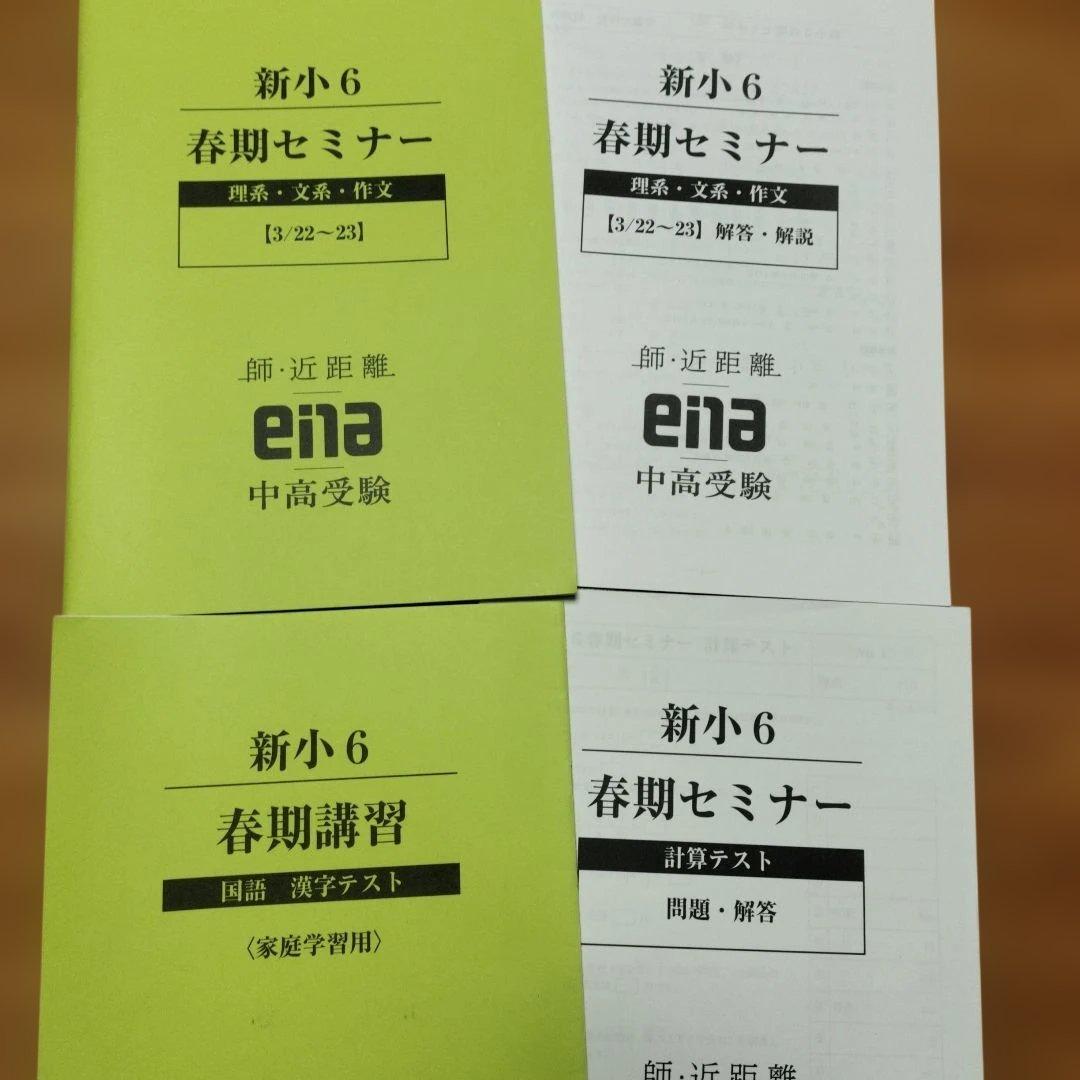 新小6
春期セミナー
理系・文系・作文
【3/22〜23】
師・近距離
ena
中高受験
新小6
春期セミナー
理系・文系・作文
【3/22〜23】解答・解説
師・近距離
ena
中高受験
新小6
春期講習
国語 漢字テスト
〈家庭学習用〉
新小6
春期セミナー
計算テスト
問題・解答
師・近距離